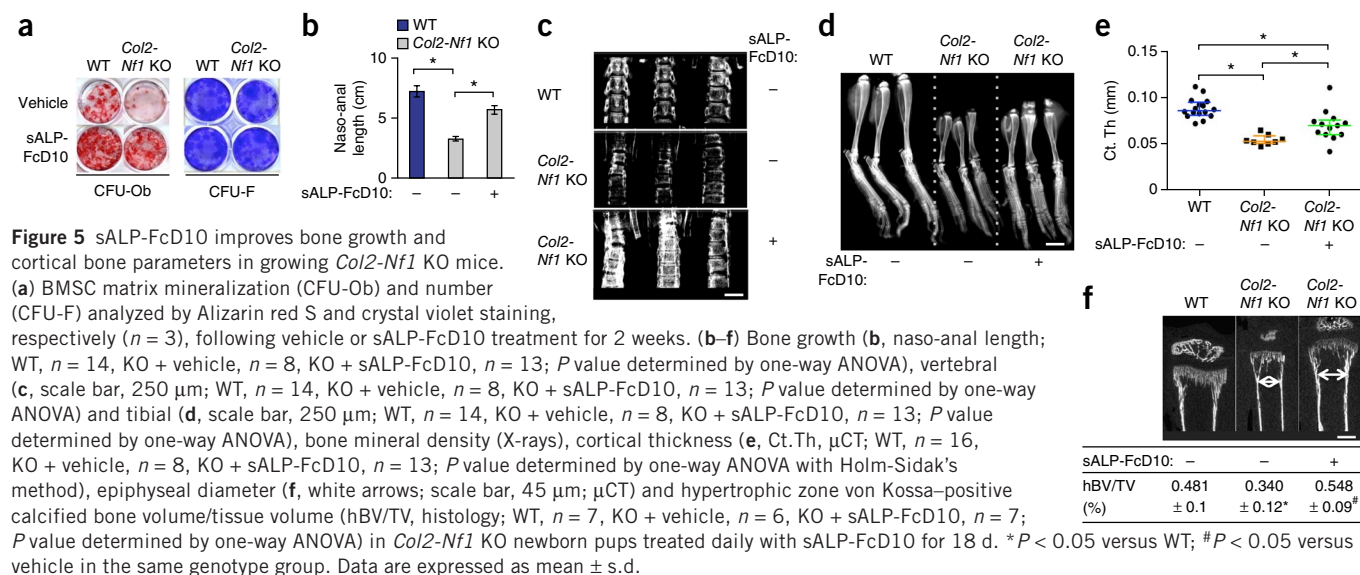 a
WT
Col2-
Nf1 KO
WT
Col2-
Nf1 KO
Vehicle
sALP-
FcD10
CFU-Ob
CFU-F
b
WT
Col2-Nf1 KO
10
5
0
Naso-anal
length (cm)
*
*
sALP-FcD10:
–
–
+
c
sALP-
FcD10:
WT
–
Col2-
Nf1 KO
–
Col2-
Nf1 KO
+
d
WT
Col2-
Nf1 KO
Col2-
Nf1 KO
sALP-
FcD10:
–
–
+
e
0.15
0.10
0.05
0
Ct. Th (mm)
*
*
*
WT
Col2-
Nf1 KO
Col2-
Nf1 KO
sALP-FcD10:
–
–
+
f
WT
Col2-
Nf1 KO
Col2-
Nf1 KO
sALP-FcD10: – – +
hBV/TV 0.481 0.340 0.548
(%) ± 0.1 ± 0.12* ± 0.09#
Figure 5 sALP-FcD10 improves bone growth and
cortical bone parameters in growing Col2-Nf1 KO mice.
(a) BMSC matrix mineralization (CFU-Ob) and number
(CFU-F) analyzed by Alizarin red S and crystal violet staining,
respectively (n = 3), following vehicle or sALP-FcD10 treatment for 2 weeks. (b–f) Bone growth (b, naso-anal length;
WT, n = 14, KO + vehicle, n = 8, KO + sALP-FcD10, n = 13; P value determined by one-way ANOVA), vertebral
(c, scale bar, 250 μm; WT, n = 14, KO + vehicle, n = 8, KO + sALP-FcD10, n = 13; P value determined by one-way
ANOVA) and tibial (d, scale bar, 250 μm; WT, n = 14, KO + vehicle, n = 8, KO + sALP-FcD10, n = 13; P value
determined by one-way ANOVA), bone mineral density (X-rays), cortical thickness (e, Ct.Th, μCT; WT, n = 16,
KO + vehicle, n = 8, KO + sALP-FcD10, n = 13; P value determined by one-way ANOVA with Holm-Sidak's
method), epiphyseal diameter (f, white arrows; scale bar, 45 μm; μCT) and hypertrophic zone von Kossa–positive
calcified bone volume/tissue volume (hBV/TV, histology; WT, n = 7, KO + vehicle, n = 6, KO + sALP-FcD10, n = 7;
P value determined by one-way ANOVA) in Col2-Nf1 KO newborn pups treated daily with sALP-FcD10 for 18 d. *P < 0.05 versus WT; #P < 0.05 versus
vehicle in the same genotype group. Data are expressed as mean ± s.d.